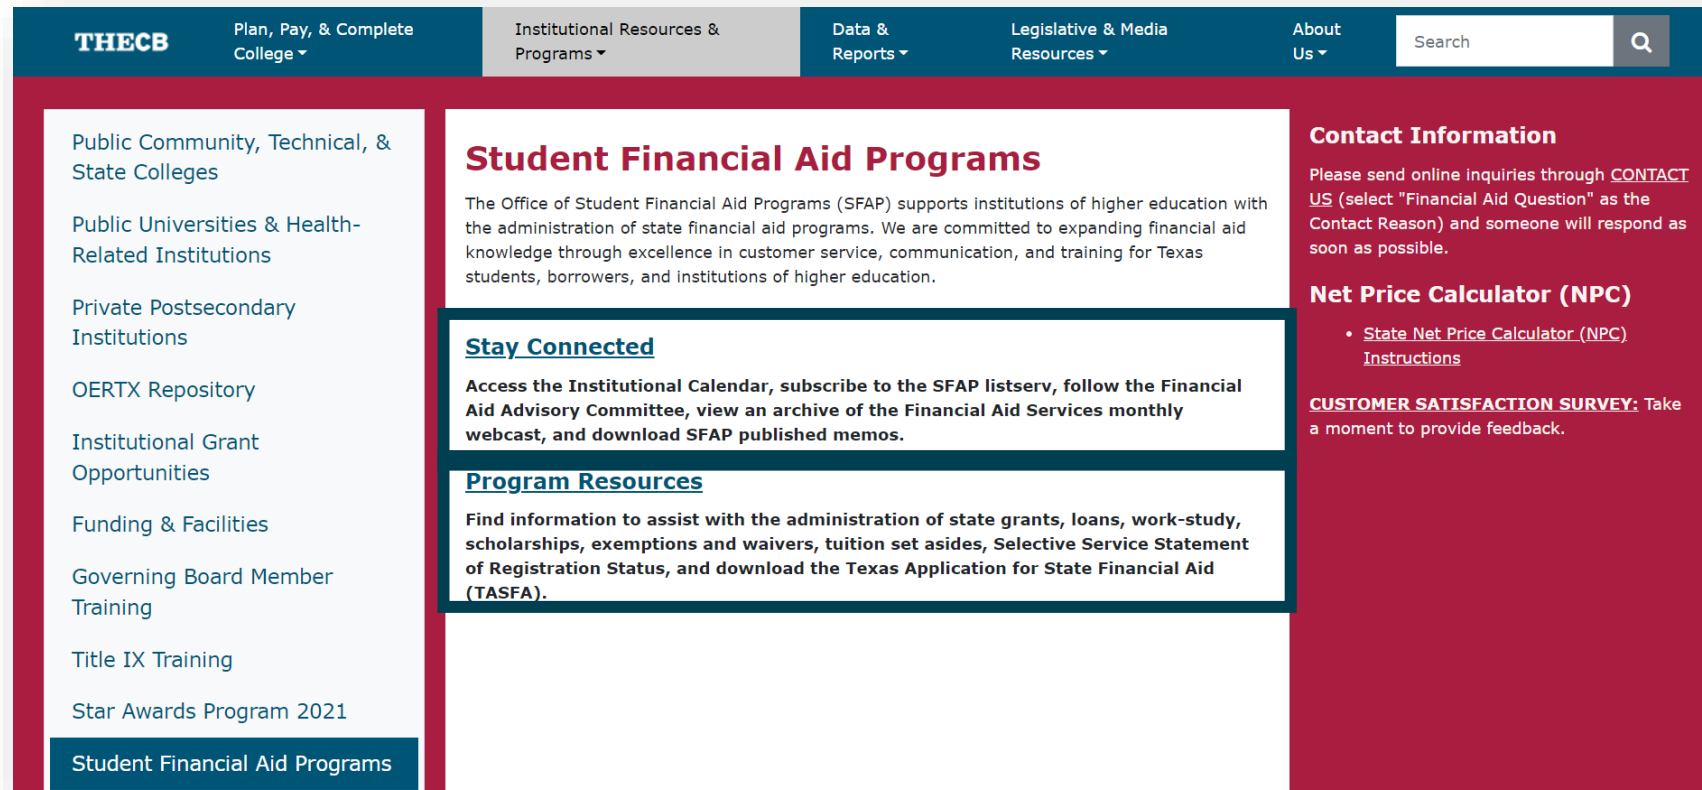 THECB
Plan, Pay, & Complete
College
Institutional Resources &
Programs
Data &
Reports
Legislative & Media
Resources
About
Us
Search
Public Community, Technical, &
State Colleges
Public Universities & Health-
Related Institutions
Private Postsecondary
Institutions
OERTX Repository
Institutional Grant
Opportunities
Funding & Facilities
Governing Board Member
Training
Title IX Training
Star Awards Program 2021
Student Financial Aid Programs
Student Financial Aid Programs
The Office of Student Financial Aid Programs (SFAP) supports institutions of higher education with
the administration of state financial aid programs. We are committed to expanding financial aid
knowledge through excellence in customer service, communication, and training for Texas
students, borrowers, and institutions of higher education.
Stay Connected
Access the Institutional Calendar, subscribe to the SFAP listserv, follow the Financial
Aid Advisory Committee, view an archive of the Financial Aid Services monthly
webcast, and download SFAP published memos.
Program Resources
Find information to assist with the administration of state grants, loans, work-study,
scholarships, exemptions and waivers, tuition set asides, Selective Service Statement
of Registration Status, and download the Texas Application for State Financial Aid
(TASFA).
Contact Information
Please send online inquiries through CONTACT
US (select "Financial Aid Question" as the
Contact Reason) and someone will respond as
soon as possible.
Net Price Calculator (NPC)
• State Net Price Calculator (NPC)
Instructions
CUSTOMER SATISFACTION SURVEY: Take
a moment to provide feedback.